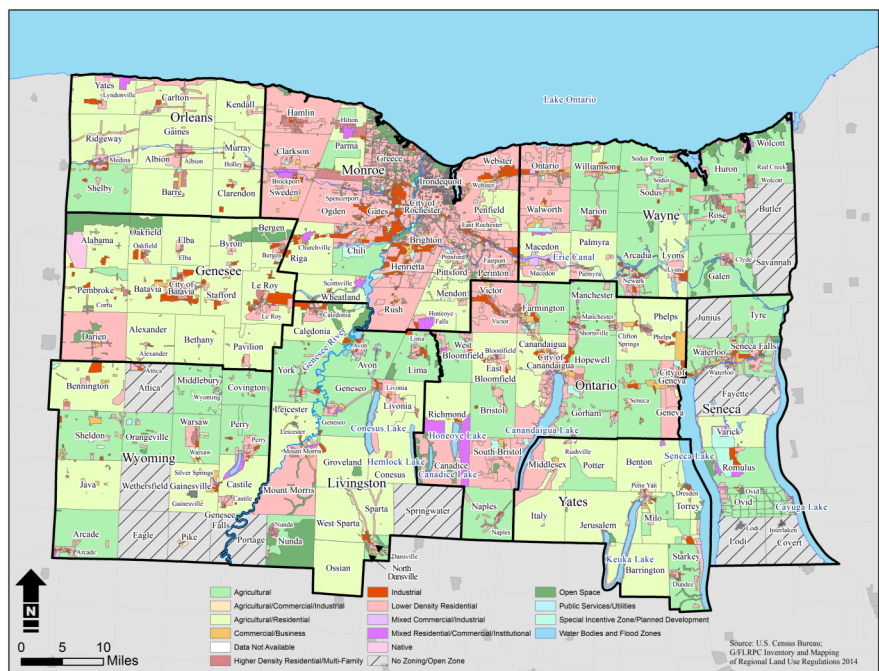 Lake Ontario
Yates
Lyndonville
Carlton
Kendall
Orleans
Gaines
Ridgeway
Murray
Medina
Albion
Albion
Holley
Shelby
Barre
Clarendon
Hamlin
Hilton
Parma
Clarkson
Greece
Monroe
Irondequoit
Webster
Webster
Brockport
Sweden
Spencerport
Ogden
Gates
City of
Rochester
Penfield
East Rochester
Brighton
Churchville
Riga
Chili
Henrietta
Pittsford
Pittsford
Fairport
Perinton
Scottsville
Wheatland
Rush
Mendon
Honeoye
Falls
Ontario
Williamson
Sodus Point
Sodus
Sodus
Huron
Wolcott
Red Creek
Wolcott
Walworth
Marion
Wayne
Rose
Butler
Macedon
Macedon
Palmyra
Palmyra
Erie Canal
Arcadia
Newark
Lyons
Lyons
Clyde
Galen
Savannah
Alabama
Oakfield
Oakfield
Elba
Elba
Byron
Bergen
Bergen
Genesee
Pembroke
Corfu
Batavia
City of
Batavia
Stafford
Le Roy
Le Roy
Darien
Alexander
Alexander
Bethany
Pavilion
Caledonia
Caledonia
Genesee River
Avon
Avon
Lima
Lima
York
Geneseo
Geneseo
Livonia
Livonia
Leicester
Leicester
Conesus Lake
Hemlock Lake
Conesus
Mount Morris
Mount Morris
Groveland
Livingston
Sparta
West Sparta
Springwater
Portage
Nunda
Nunda
Ossian
Dansville
North
Dansville
Bennington
Attica
Attica
Middlebury
Wyoming
Covington
Sheldon
Orangeville
Warsaw
Warsaw
Perry
Perry
Wyoming
Silver Springs
Java
Wethersfield
Gainesville
Gainesville
Castile
Castile
Genesee
Falls
Arcade
Arcade
Eagle
Pike
Victor
Victor
Farmington
Manchester
Manchester
Shortsville
Phelps
Phelps
Clifton
Springs
West
Bloomfield
Bloomfield
East
Bloomfield
Canandaigua
City of
Canandaigua
Hopewell
Ontario
City of
Geneva
Geneva
Richmond
Bristol
Gorham
Seneca
Honeoye Lake
Canandaigua Lake
Canadice
Canadice Lake
South Bristol
Naples
Naples
Middlesex
Rushville
Potter
Benton
Penn Yan
Yates
Italy
Jerusalem
Milo
Dresden
Torrey
Keuka Lake
Barrington
Starkey
Dundee
Junius
Tyre
Waterloo
Waterloo
Seneca Falls
Fayette
Seneca
Varick
Romulus
Seneca Lake
Ovid
Ovid
Cayuga Lake
Lodi
Lodi
Interlaken
Covert
N
0 5 10
Miles
Agricultural
Agricultural/Commercial/Industrial
Agricultural/Residential
Commercial/Business
Data Not Available
Higher Density Residential/Multi-Family
Industrial
Lower Density Residential
Mixed Commercial/Industrial
Mixed Residential/Commercial/Institutional
Native
No Zoning/Open Zone
Open Space
Public Services/Utilities
Special Incentive Zone/Planned Development
Water Bodies and Flood Zones
Source: U.S. Census Bureau;
G/FLRPC Inventory and Mapping
of Regional Land Use Regulations 2014